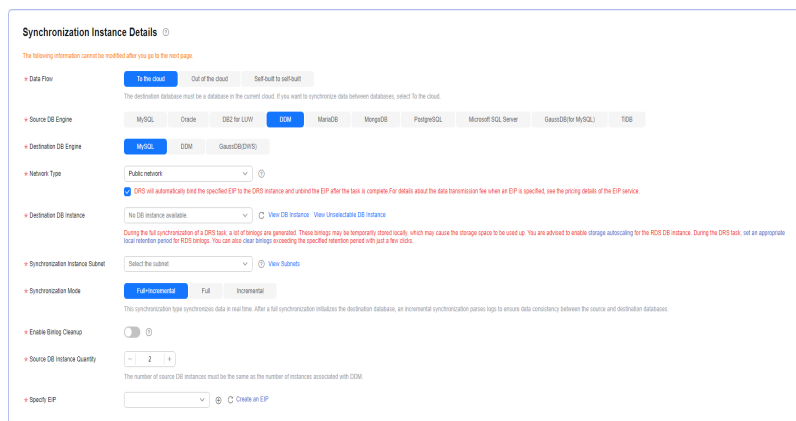 Synchronization Instance Details
The following information cannot be modified after you go to the next page.
* Data Flow
To the cloud Out of the cloud Self-built to self-built
The destination database must be a database in the current cloud. If you want to synchronize data between databases, select To the cloud.
* Source DB Engine
MySQL Oracle DB2 for LUW DDM MariaDB MongoDB PostgreSQL Microsoft SQL Server GaussDB(for MySQL) TiDB
* Destination DB Engine
MySQL DDM GaussDB(DWS)
* Network Type
Public network
DRS will automatically bind the specified EIP to the DRS instance and unbind the EIP after the task is complete.For details about the data transmission fee when an EIP is specified, see the pricing details of the EIP service.
* Destination DB Instance
No DB instance available. View DB Instance View Unselectable DB Instance
During the full synchronization of a DRS task, a lot of binlogs are generated. These binlogs may be temporarily stored locally, which may cause the storage space to be used up. You are advised to enable storage autoscaling for the RDS DB instance. During the DRS task, set an appropriate
local retention period for RDS binlogs. You can also clear binlogs exceeding the specified retention period with just a few clicks.
* Synchronization Instance Subnet
Select the subnet View Subnets
* Synchronization Mode
Full+Incremental Full Incremental
This synchronization type synchronizes data in real time. After a full synchronization initializes the destination database, an incremental synchronization parses logs to ensure data consistency between the source and destination databases.
* Enable Binlog Cleanup
* Source DB Instance Quantity
− 2 +
The number of source DB instances must be the same as the number of instances associated with DDM.
* Specify EIP
Create an EIP